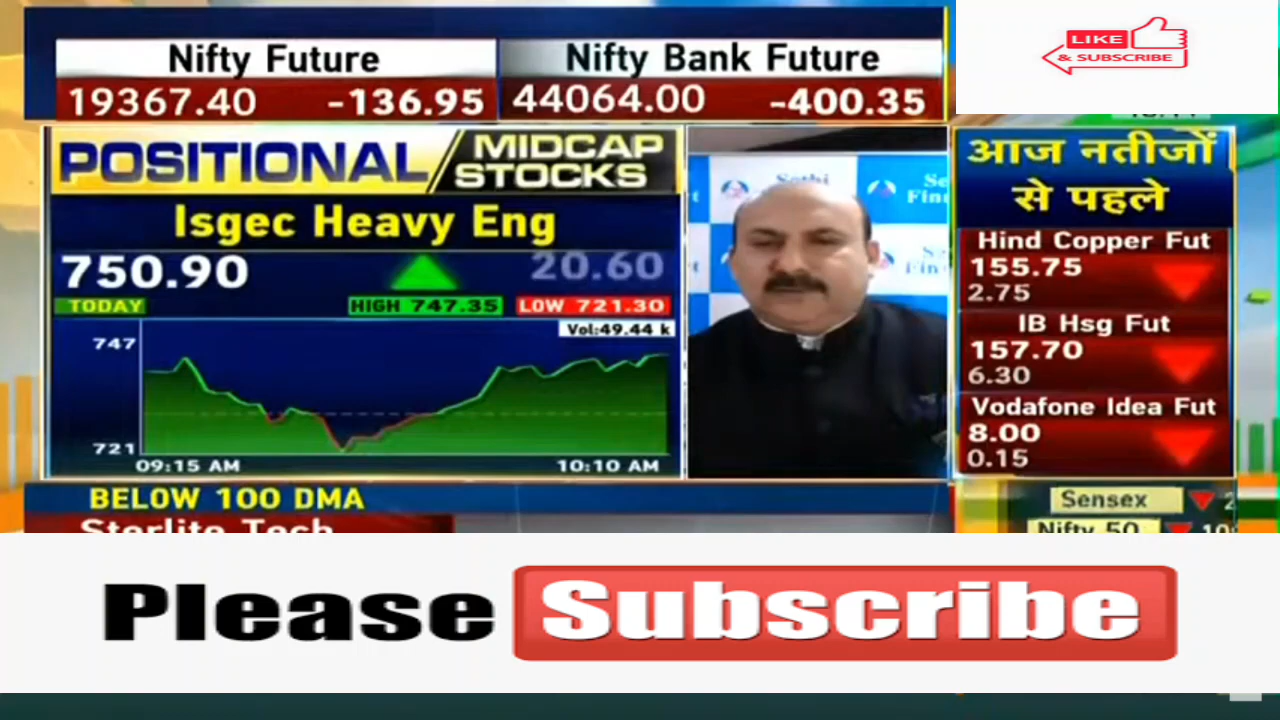 Nifty Future
Nifty Bank Future
19367.40 -136.95
44064.00 -400.35
LIKE
& SUBSCRIBE
POSITIONAL
MIDCAP
STOCKS
Isgec Heavy Eng
750.90 20.60
TODAY HIGH 747.35 LOW 721.30
Vol:49.44 k
747
721
09:15 AM 10:10 AM
Sethi
Fin
आज नतीजों
से पहले
Hind Copper Fut
155.75
2.75
IB Hsg Fut
157.70
6.30
Vodafone Idea Fut
8.00
0.15
BELOW 100 DMA
Sterlite Tech
Sensex
Nifty 50
Please Subscribe